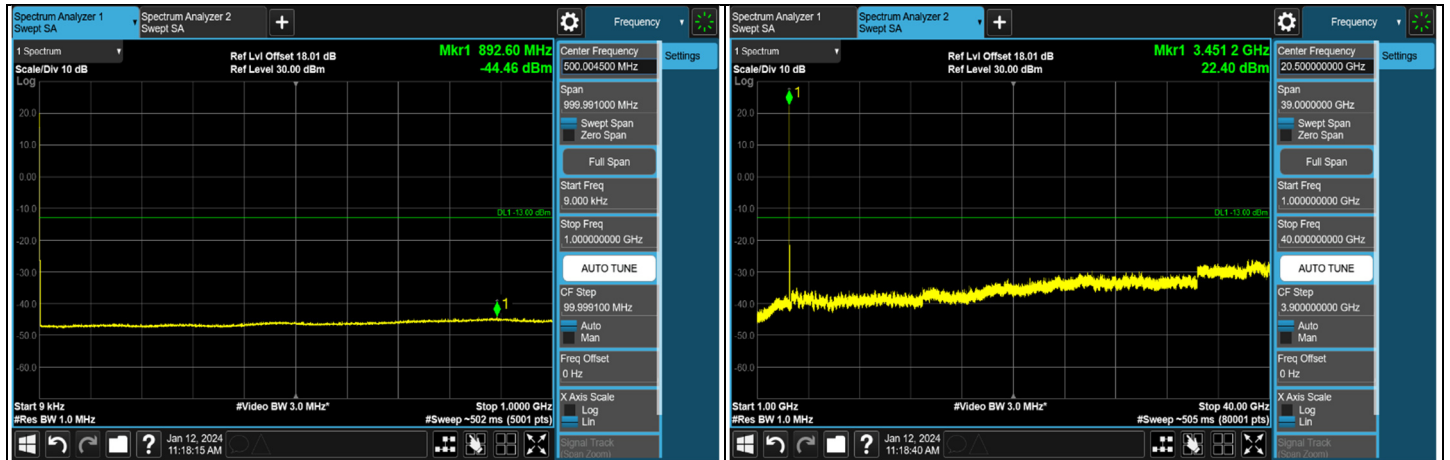 Spectrum Analyzer 1
Swept SA
Spectrum Analyzer 2
Swept SA
Frequency
1 Spectrum
Scale/Div 10 dB
Log
Ref Lvl Offset 18.01 dB
Ref Level 30.00 dBm
Mkr1 892.60 MHz
-44.46 dBm
Center Frequency
500.004500 MHz
Settings
Span
999.991000 MHz
Swept Span
Zero Span
Full Span
Start Freq
9.000 kHz
Stop Freq
1.000000000 GHz
AUTO TUNE
CF Step
99.999100 MHz
Auto
Man
Freq Offset
0 Hz
X Axis Scale
Log
Lin
Signal Track
(Span Zoom)
20.0
10.0
0.00
-10.0
-20.0
-30.0
-40.0
-50.0
-60.0
DL1 -13.00 dBm
1
Start 9 kHz
#Res BW 1.0 MHz
#Video BW 3.0 MHz*
Stop 1.0000 GHz
#Sweep ~502 ms (5001 pts)
?
Jan 12, 2024
11:18:15 AM
Spectrum Analyzer 1
Swept SA
Spectrum Analyzer 2
Swept SA
Frequency
1 Spectrum
Scale/Div 10 dB
Log
Ref Lvl Offset 18.01 dB
Ref Level 30.00 dBm
Mkr1 3.451 2 GHz
22.40 dBm
Center Frequency
20.500000000 GHz
Settings
Span
39.0000000 GHz
Swept Span
Zero Span
Full Span
Start Freq
1.000000000 GHz
Stop Freq
40.000000000 GHz
AUTO TUNE
CF Step
3.900000000 GHz
Auto
Man
Freq Offset
0 Hz
X Axis Scale
Log
Lin
Signal Track
(Span Zoom)
20.0
10.0
0.00
-10.0
-20.0
-30.0
-40.0
-50.0
-60.0
DL1 -13.00 dBm
1
Start 1.00 GHz
#Res BW 1.0 MHz
#Video BW 3.0 MHz*
Stop 40.00 GHz
#Sweep ~505 ms (80001 pts)
?
Jan 12, 2024
11:18:40 AM